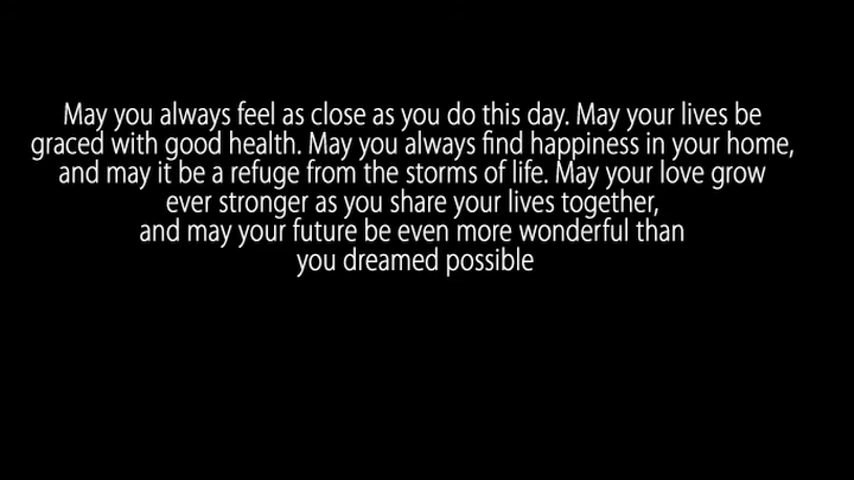 May you always feel as close as you do this day. May your lives be
graced with good health. May you always find happiness in your home,
and may it be a refuge from the storms of life. May your love grow
ever stronger as you share your lives together,
and may your future be even more wonderful than
you dreamed possible